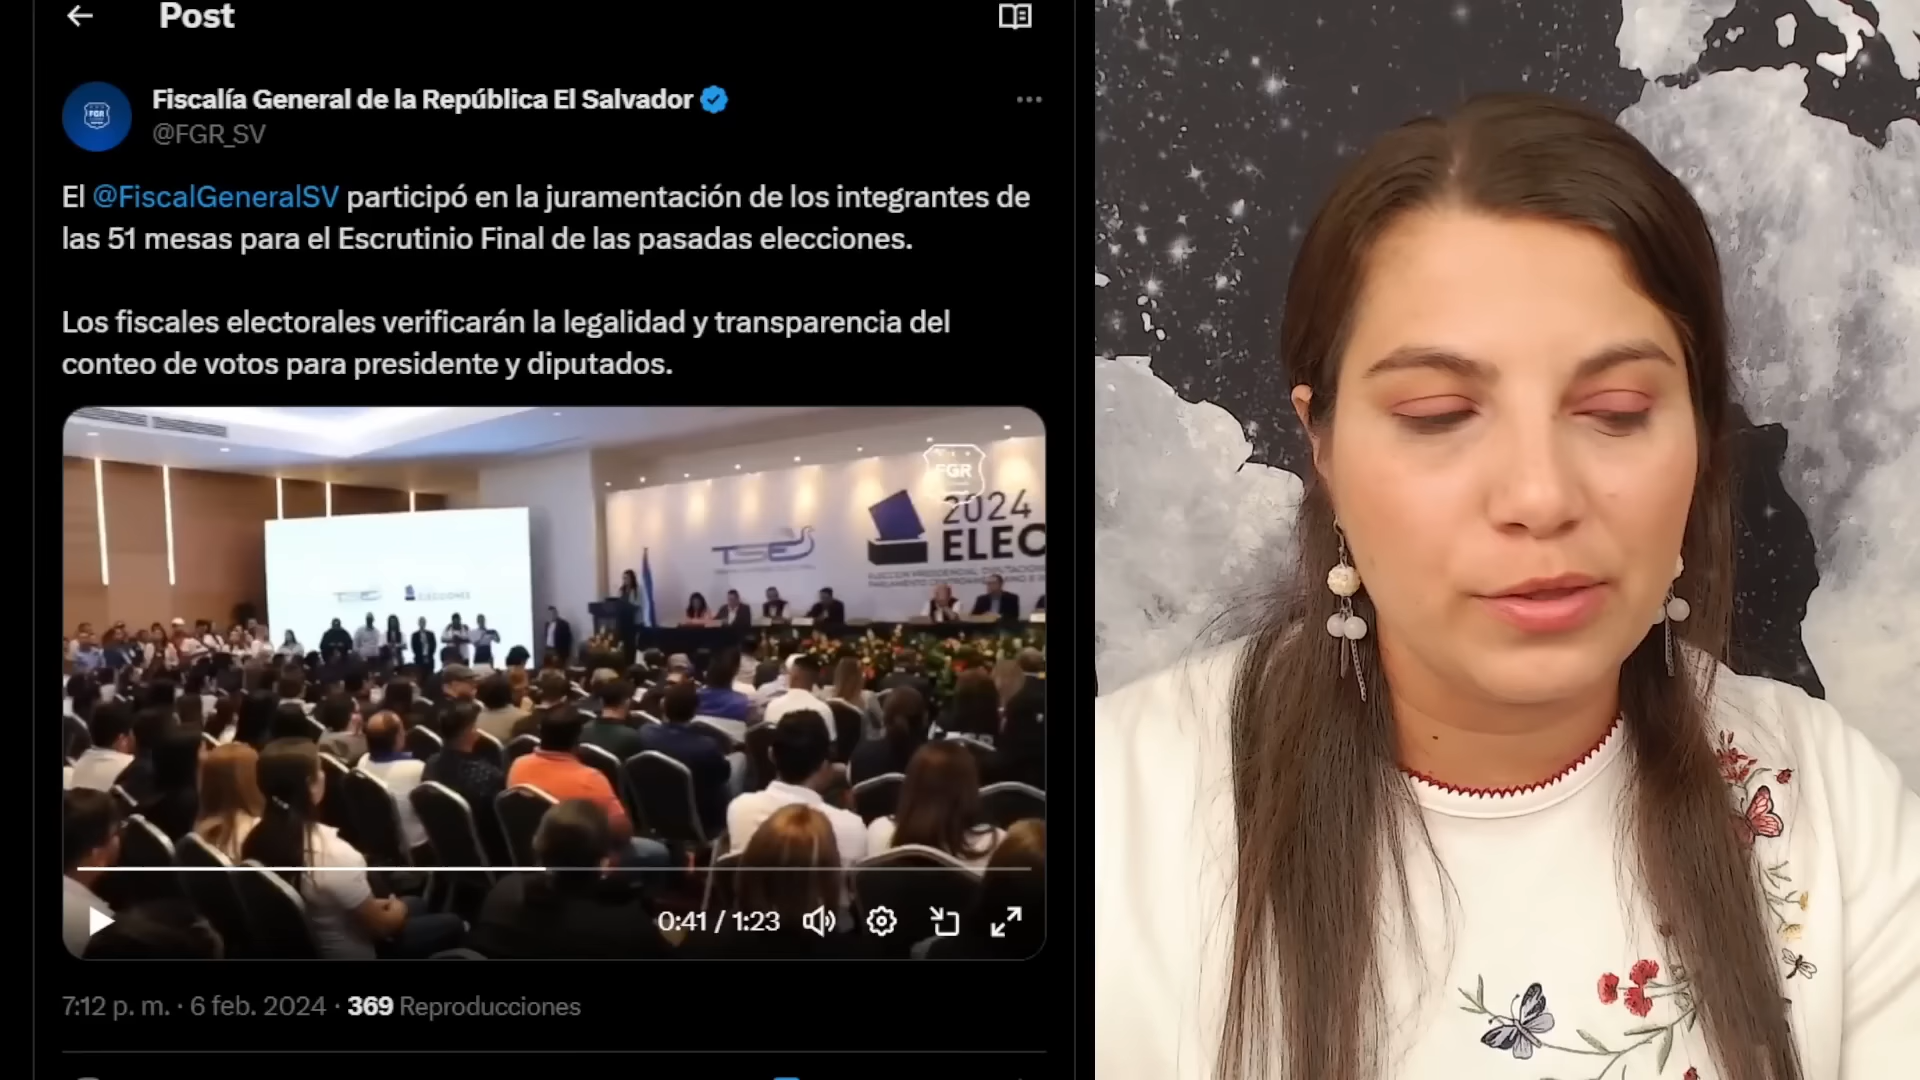 Post
Fiscalía General de la República El Salvador
@FGR_SV
El @FiscalGeneralSV participó en la juramentación de los integrantes de
las 51 mesas para el Escrutinio Final de las pasadas elecciones.
Los fiscales electorales verificarán la legalidad y transparencia del
conteo de votos para presidente y diputados.
FGR
2024
TSE
ELEC
TSE
ELECCIONES
0:41 / 1:23
7:12 p. m. · 6 feb. 2024 · 369 Reproducciones